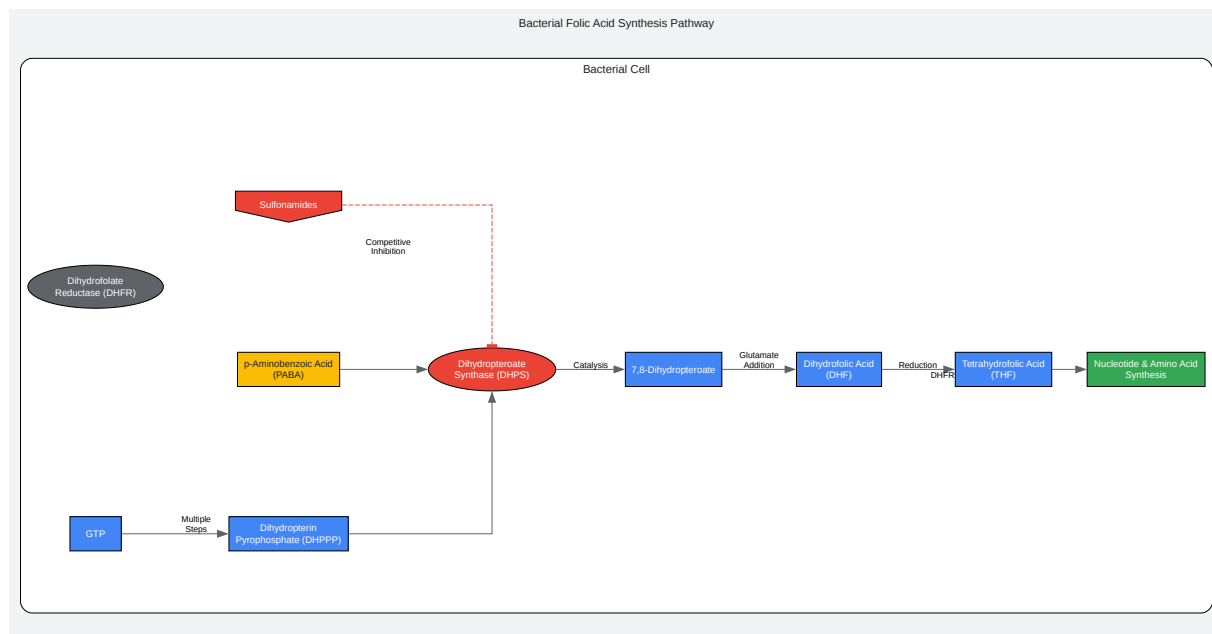 Bacterial Folic Acid Synthesis Pathway
Bacterial Cell
Sulfonamides
Competitive
Inhibition
Dihydrofolate
Reductase (DHFR)
p-Aminobenzoic Acid
(PABA)
Dihydropteroate
Synthase (DHPS)
Catalysis
7,8-Dihydropteroate
Glutamate
Addition
Dihydrofolic Acid
(DHF)
Reduction
DHFR
Tetrahydrofolic Acid
(THF)
Nucleotide & Amino Acid
Synthesis
GTP
Multiple
Steps
Dihydropterin
Pyrophosphate (DHPPP)